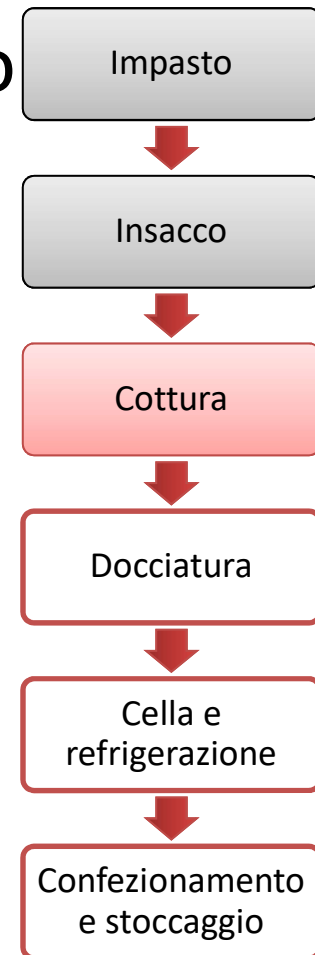 o
Impasto
Insacco
Cottura
Docciatura
Cella e
refrigerazione
Confezionamento
e stoccaggio